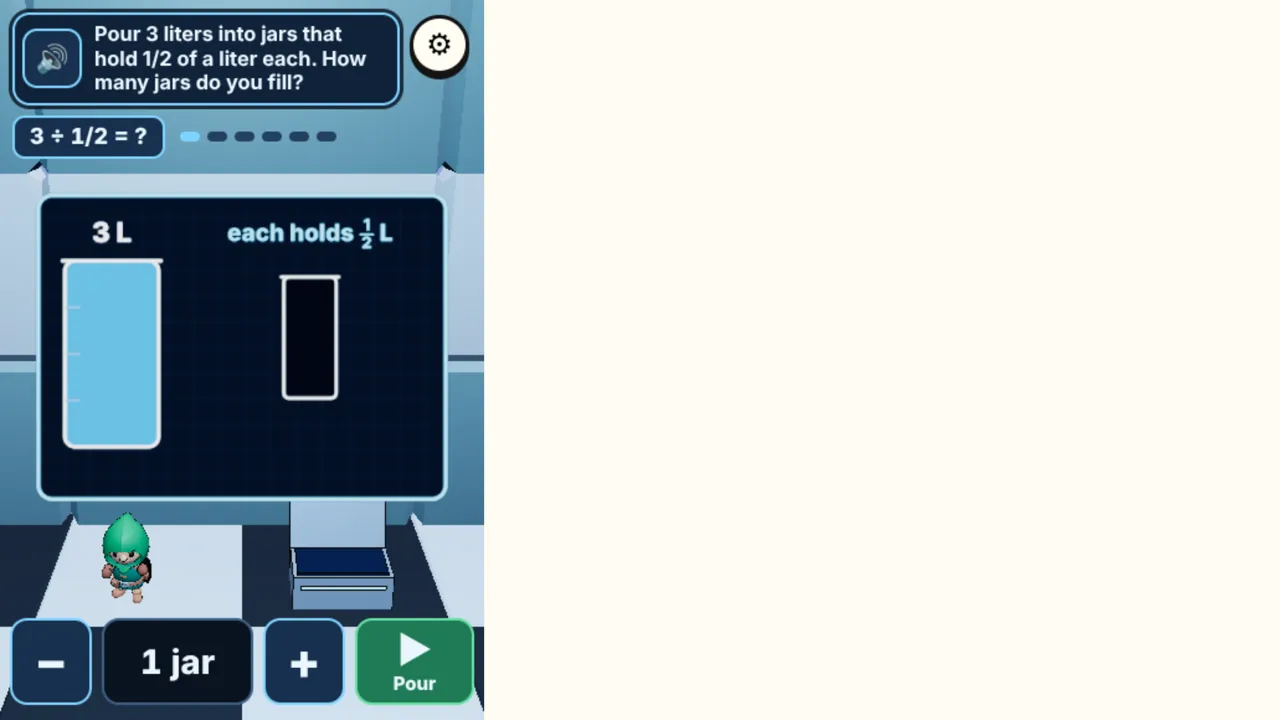 Pour 3 liters into jars that
hold 1/2 of a liter each. How
many jars do you fill?
3 ÷ 1/2 = ?
3 L
each holds 1/2 L
−
1 jar
+
Pour